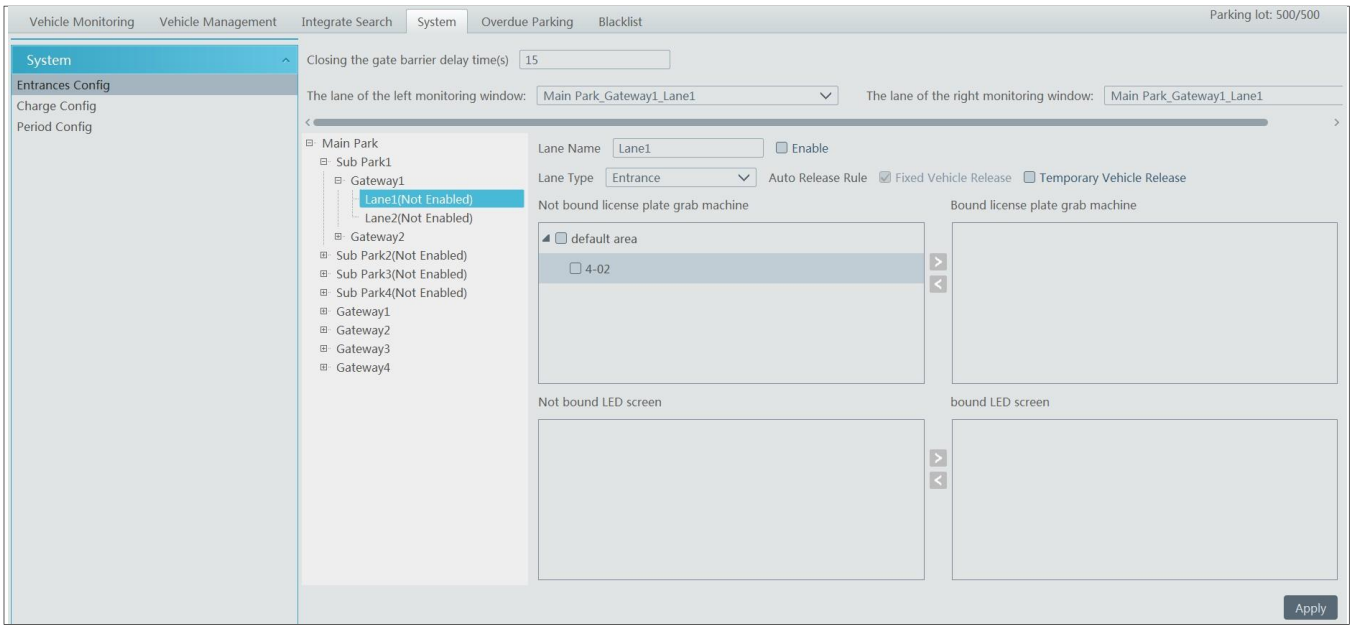 Vehicle Monitoring Vehicle Management Integrate Search System Overdue Parking Blacklist Parking lot: 500/500
System
Entrances Config
Charge Config
Period Config
Closing the gate barrier delay time(s) 15
The lane of the left monitoring window: Main Park_Gateway1_Lane1 The lane of the right monitoring window: Main Park_Gateway1_Lane1
Main Park
Sub Park1
Gateway1
Lane1(Not Enabled)
Lane2(Not Enabled)
Gateway2
Sub Park2(Not Enabled)
Sub Park3(Not Enabled)
Sub Park4(Not Enabled)
Gateway1
Gateway2
Gateway3
Gateway4
Lane Name Lane1 Enable
Lane Type Entrance Auto Release Rule Fixed Vehicle Release Temporary Vehicle Release
Not bound license plate grab machine Bound license plate grab machine
default area
4-02
Not bound LED screen bound LED screen
Apply